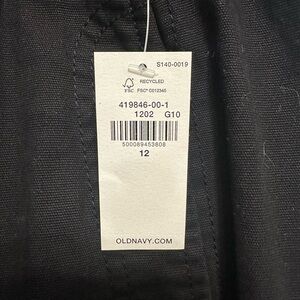 S140-0019
RECYCLED
FSC FSC® C012345
419846-00-1
1202 G10
500089453808
12
OLDNAVY.COM